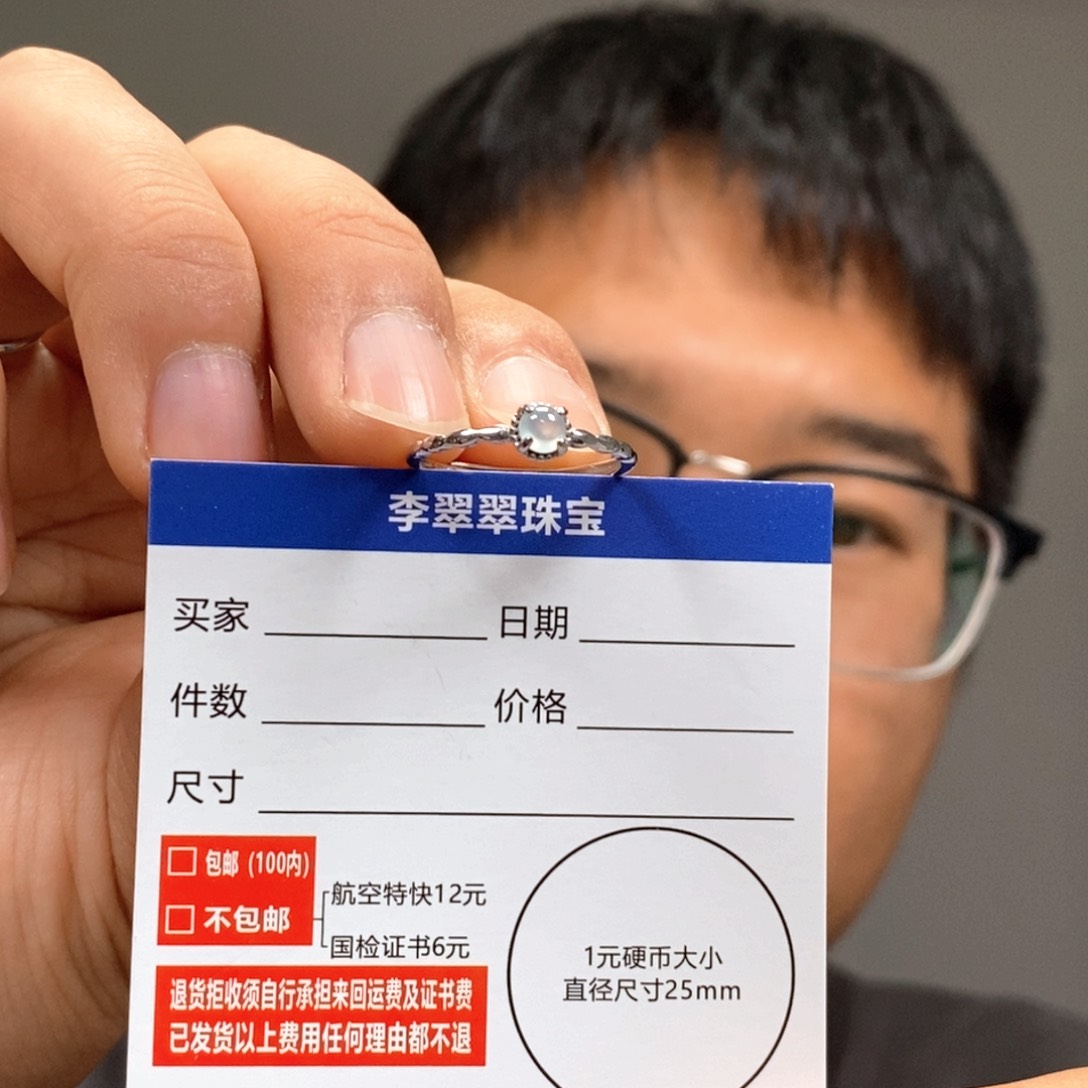 李翠翠珠宝
买家 日期
件数 价格
尺寸
包邮 (100内)
不包邮
航空特快12元
国检证书6元
退货拒收须自行承担来回运费及证书费
已发货以上费用任何理由都不退
1元硬币大小
直径尺寸25mm